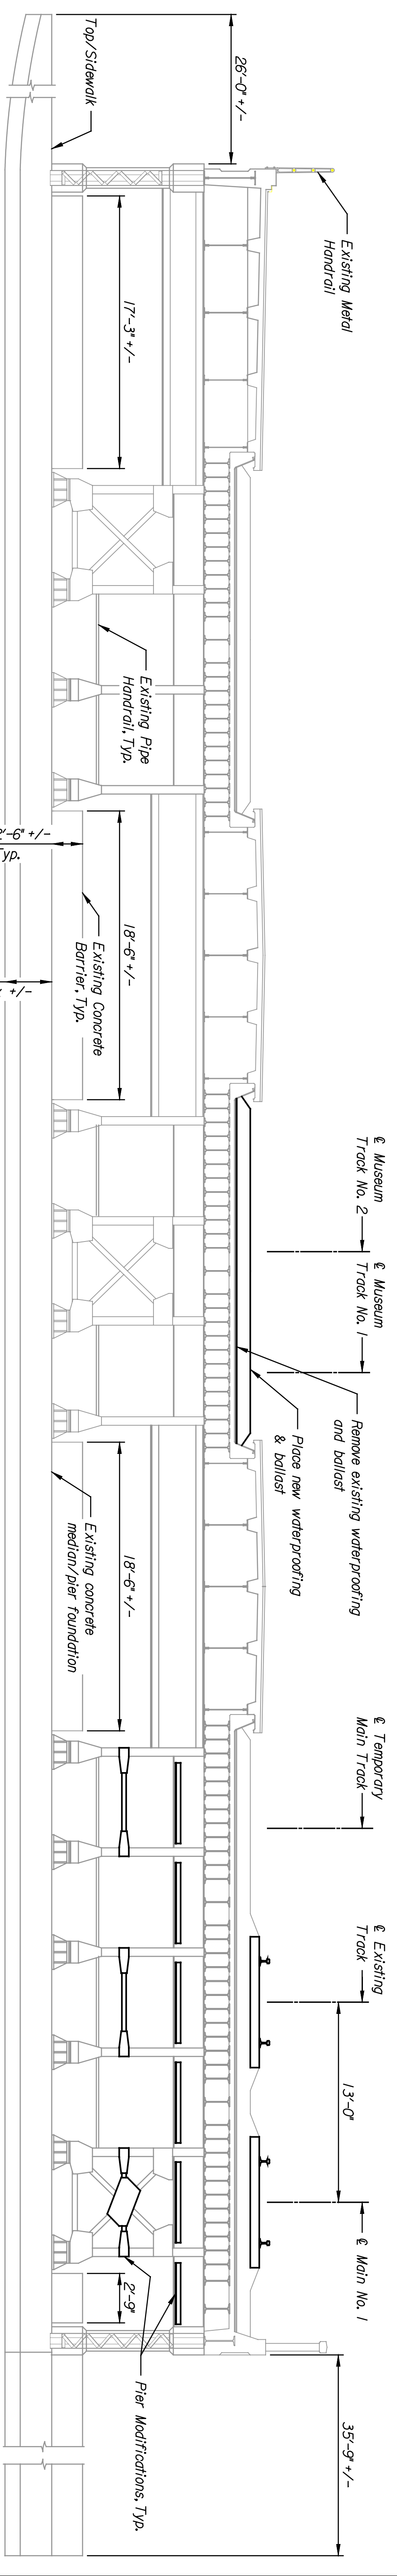 ℄ Museum
Track No. 2
℄ Museum
Track No. 1
℄ Temporary
Main Track
℄ Existing
Track
13'-0"
℄ Main No. 1
Existing Metal
Handrail
Remove existing waterproofing
and ballast
Place new waterproofing
& ballast
26'-0" +/-
35'-9" +/-
Top/Sidewalk
17'-3" +/-
Existing Pipe
Handrail, Typ.
18'-6" +/-
Existing Concrete
Barrier, Typ.
18'-6" +/-
Existing concrete
median/pier foundation
2'-9"
Pier Modifications, Typ.
'-6" +/-
yp.
+/-